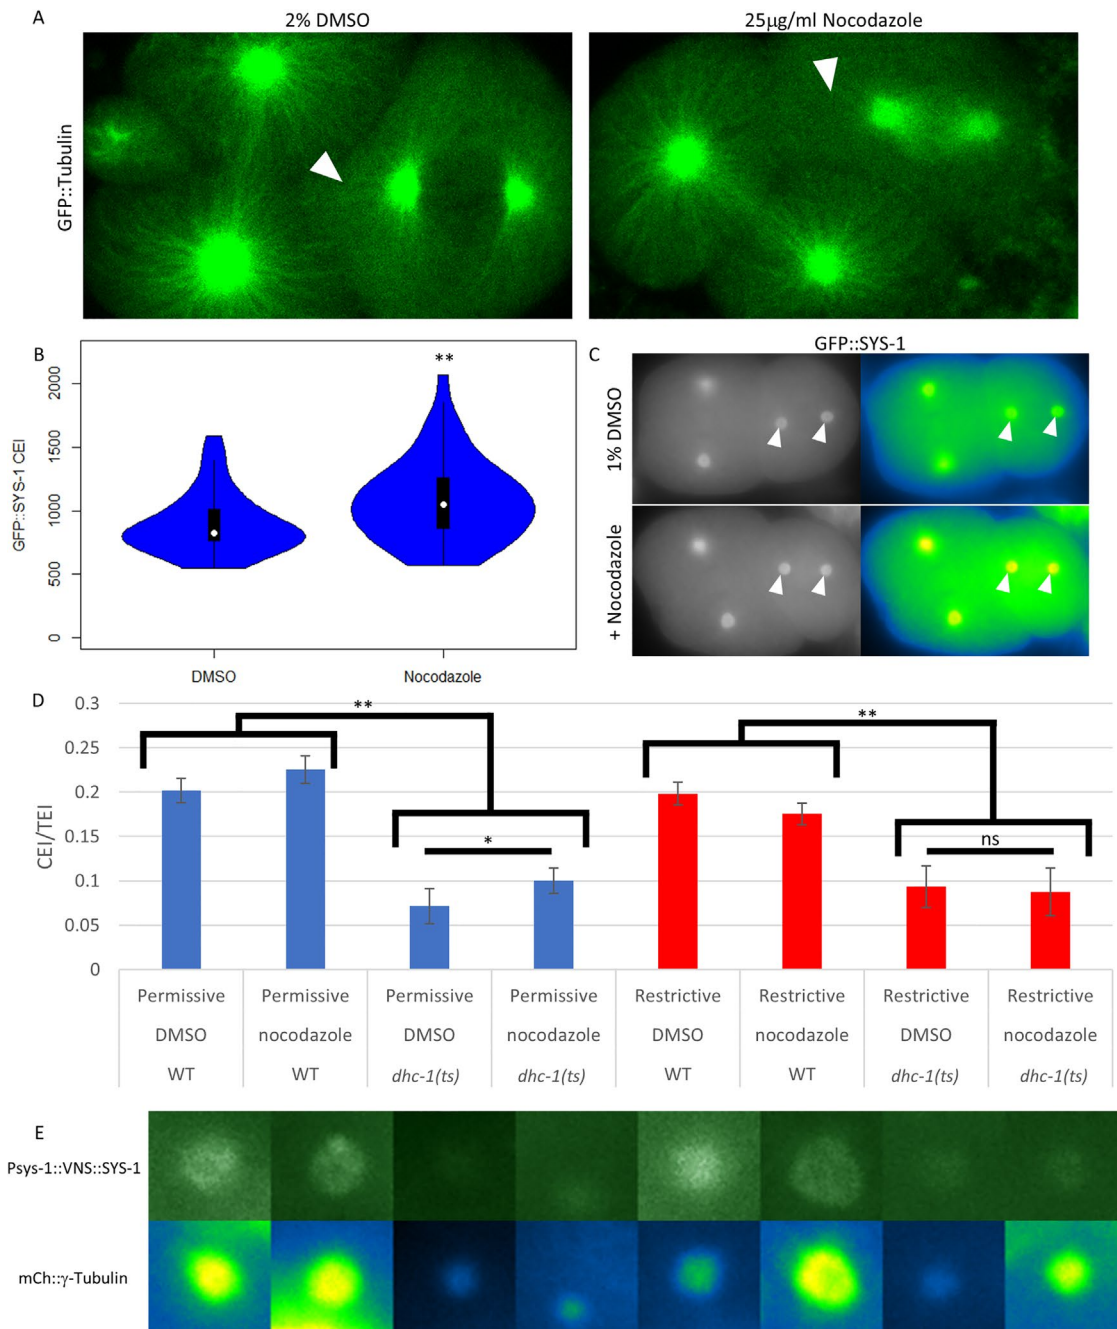 A
2% DMSO
25µg/ml Nocodazole
GFP::Tubulin
B
GFP::SYS-1 CEI
2000
1500
1000
500
0
**
DMSO
Nocodazole
C
GFP::SYS-1
1% DMSO
+ Nocodazole
D
CEI/TEI
0.3
0.25
0.2
0.15
0.1
0.05
0
**
*
**
ns
Permissive Permissive Permissive Permissive Restrictive Restrictive Restrictive Restrictive
DMSO nocodazole DMSO nocodazole DMSO nocodazole DMSO nocodazole
WT WT dhc-1(ts) dhc-1(ts) WT WT dhc-1(ts) dhc-1(ts)
E
Psys-1::VNS::SYS-1
mCh::γ-Tubulin